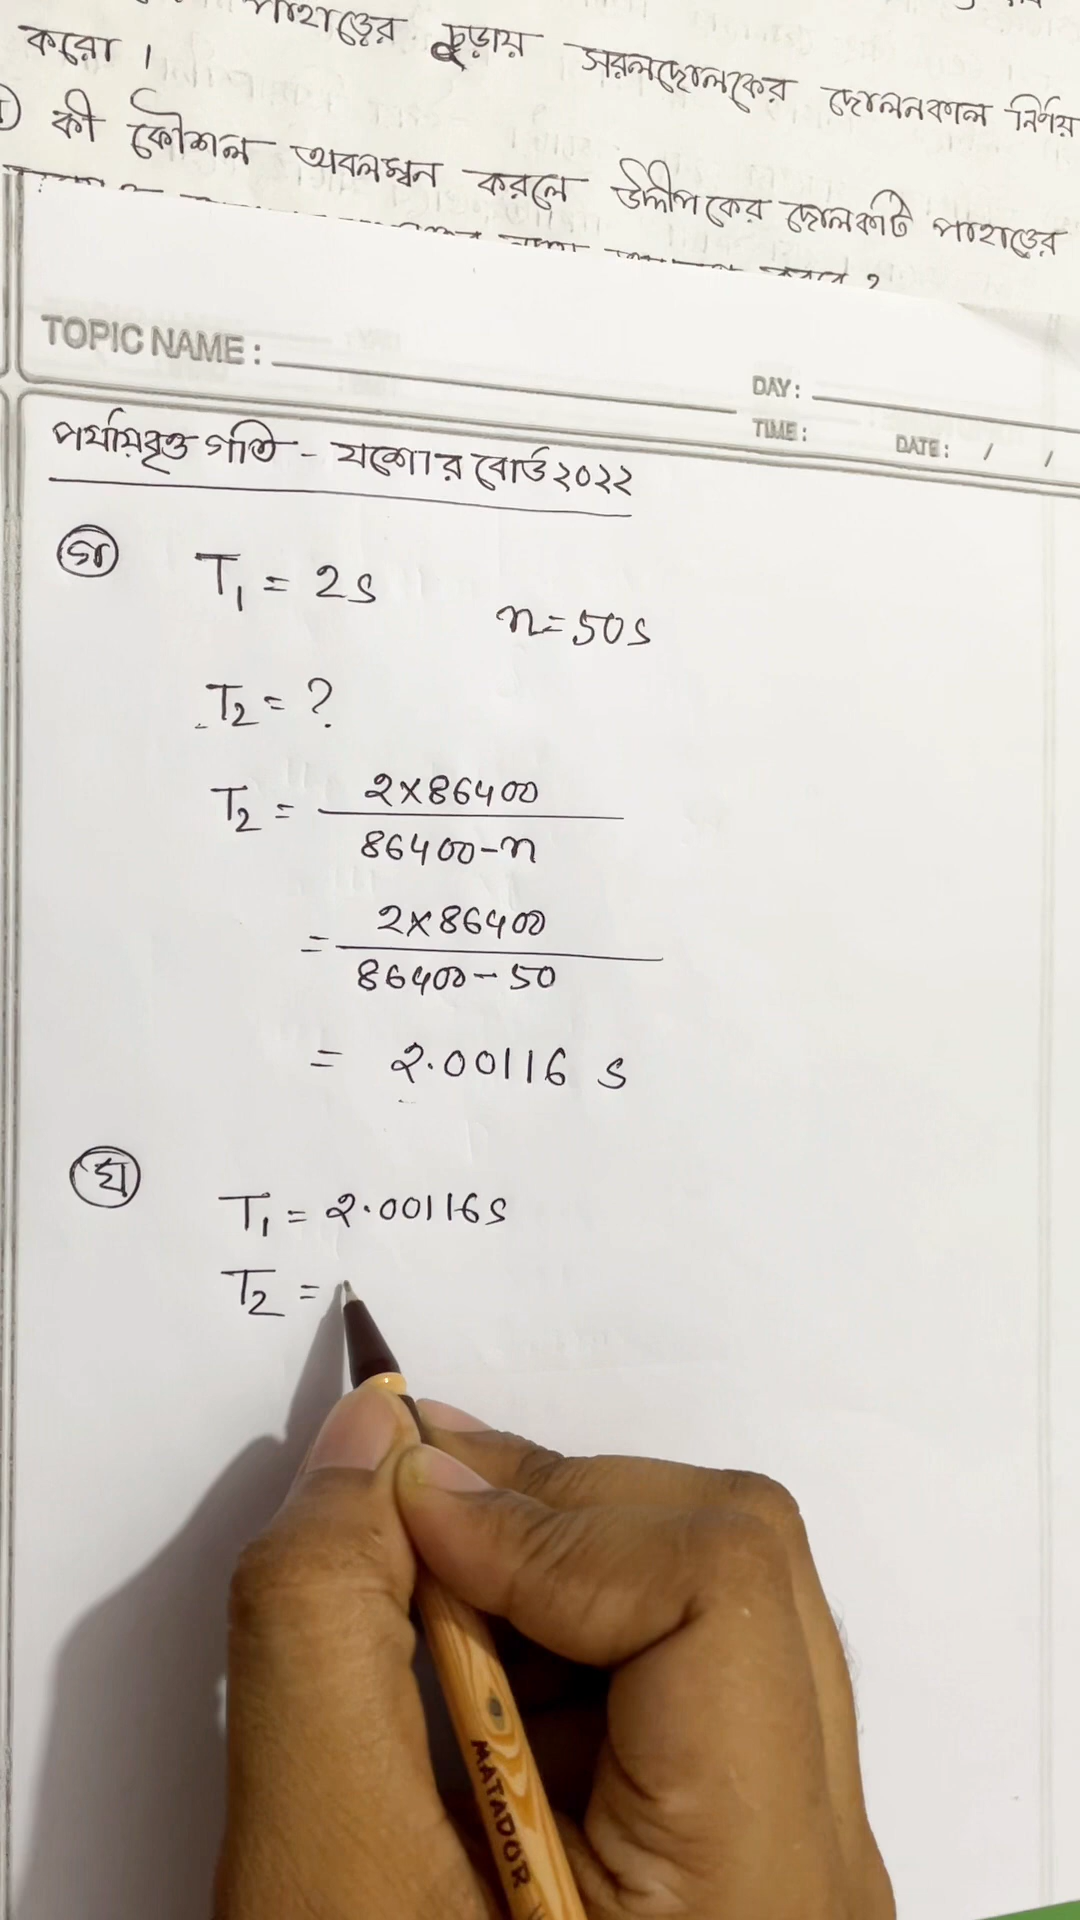 পাহাড়ের চূড়ায় সরলদোলকের দোলনকাল নির্ণয়
করো ।
কী কৌশল অবলম্বন করলে উদ্দীপকের দোলকটি পাহাড়ের
TOPIC NAME :
DAY :
TIME :
DATE : / /
পর্যায়বৃত্ত গতি - যশোর বোর্ড ২০২২
গ
T₁ = 2s
n = 50s
T₂ = ?
T₂ = 2×86400
86400-n
= 2×86400
86400-50
= 2.00116 s
ঘ
T₁ = 2.00116s
T₂ =
MATADOR